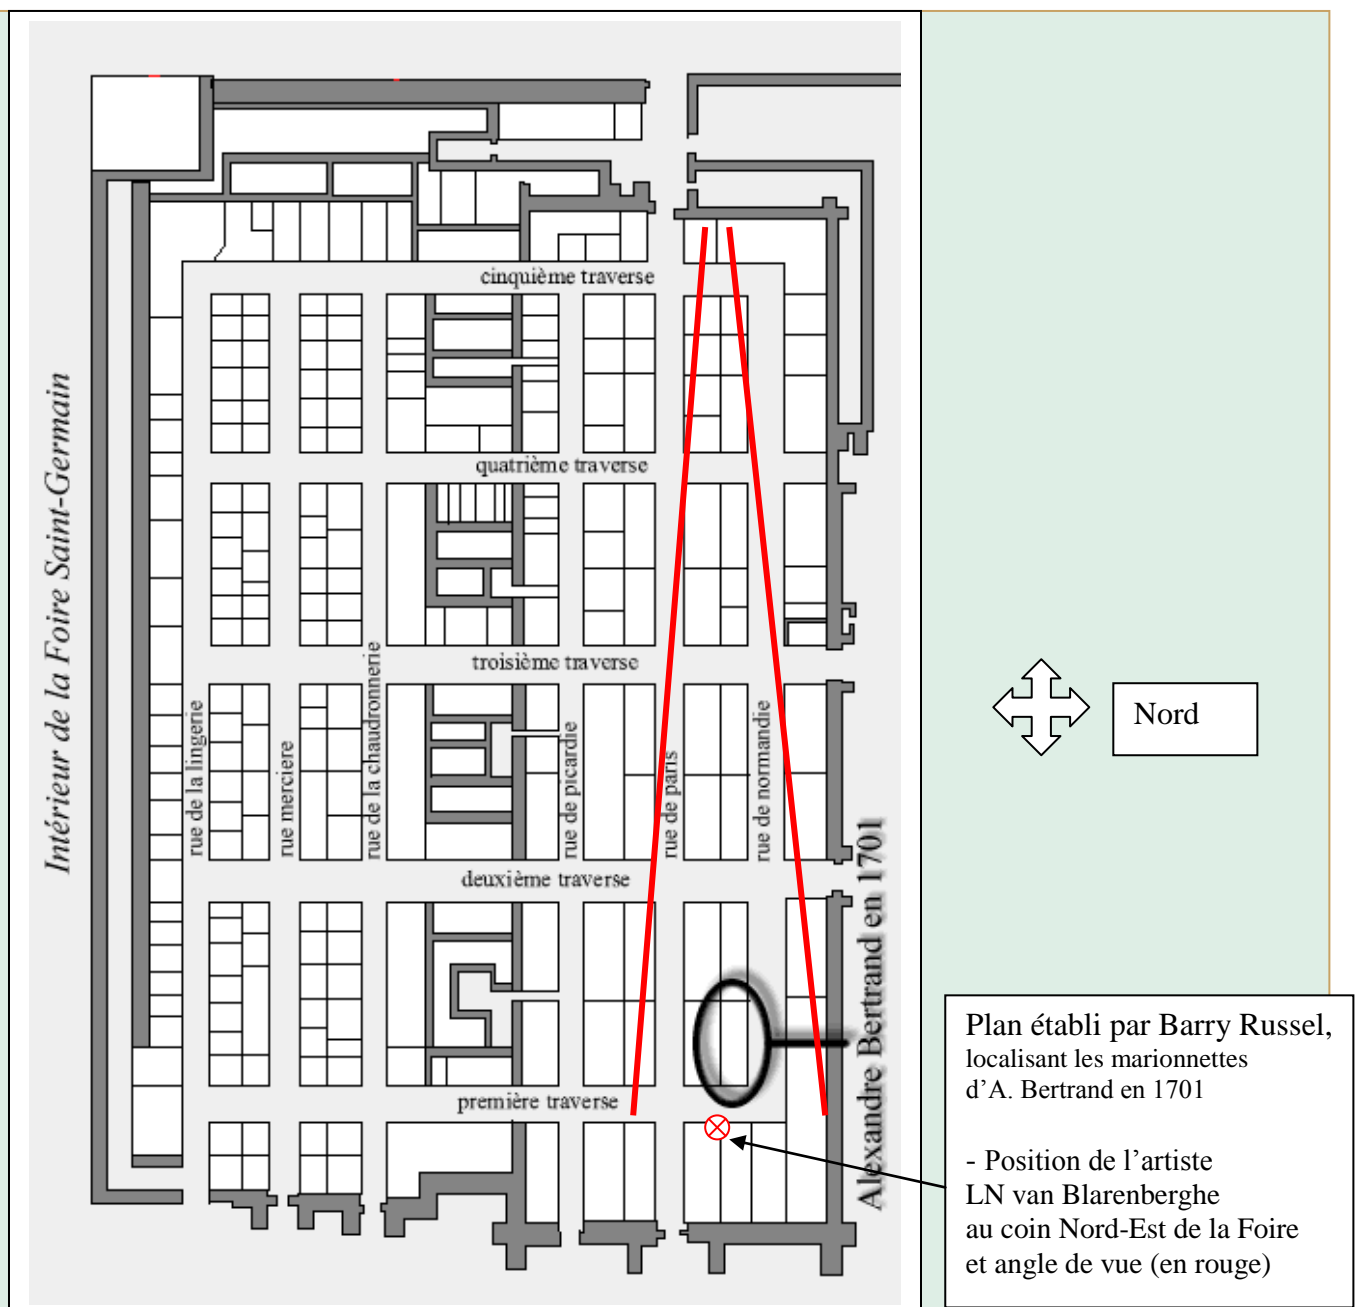 Intérieur de la Foire Saint-Germain
cinquième traverse
quatrième traverse
troisième traverse
rue de la lingerie
rue merciere
rue de la chaudronnerie
rue de picardie
rue de paris
rue de normandie
deuxième traverse
première traverse
Alexandre Bertrand en 1701
Nord
Plan établi par Barry Russel,
localisant les marionnettes
d’A. Bertrand en 1701
- Position de l’artiste
LN van Blarenberghe
au coin Nord-Est de la Foire
et angle de vue (en rouge)